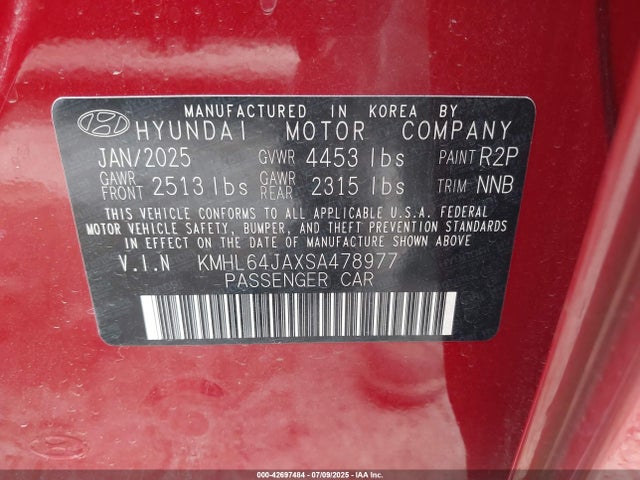 MANUFACTURED IN KOREA BY
HYUNDAI MOTOR COMPANY
JAN/2025 GVWR 4453 lbs PAINT R2P
GAWR FRONT 2513 lbs GAWR REAR 2315 lbs TRIM NNB
THIS VEHICLE CONFORMS TO ALL APPLICABLE U.S.A. FEDERAL
MOTOR VEHICLE SAFETY, BUMPER, AND THEFT PREVENTION STANDARDS
IN EFFECT ON THE DATE OF MANUFACTURE SHOWN ABOVE
V.I.N KMHL64JAXSA478977
PASSENGER CAR
000-42697484 | 07/09/2025 - IAA Inc.